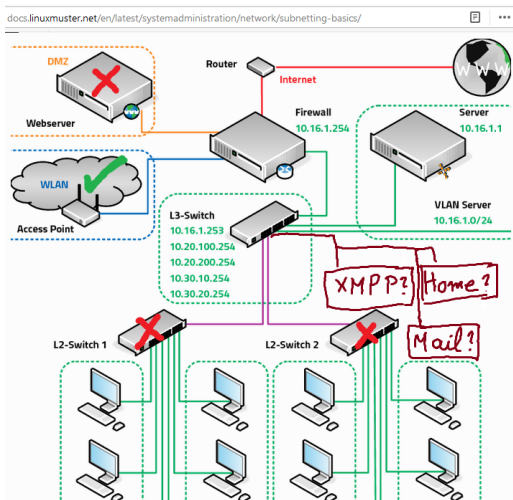 docs.linuxmuster.net/en/latest/systemadministration/network/subnetting-basics/
DMZ
Webserver
Router
Internet
WWW
Firewall
10.16.1.254
Server
10.16.1.1
WLAN
Access Point
VLAN Server
10.16.1.0/24
L3-Switch
10.16.1.253
10.20.100.254
10.20.200.254
10.30.10.254
10.30.20.254
XMPP?
Home?
Mail?
L2-Switch 1
L2-Switch 2